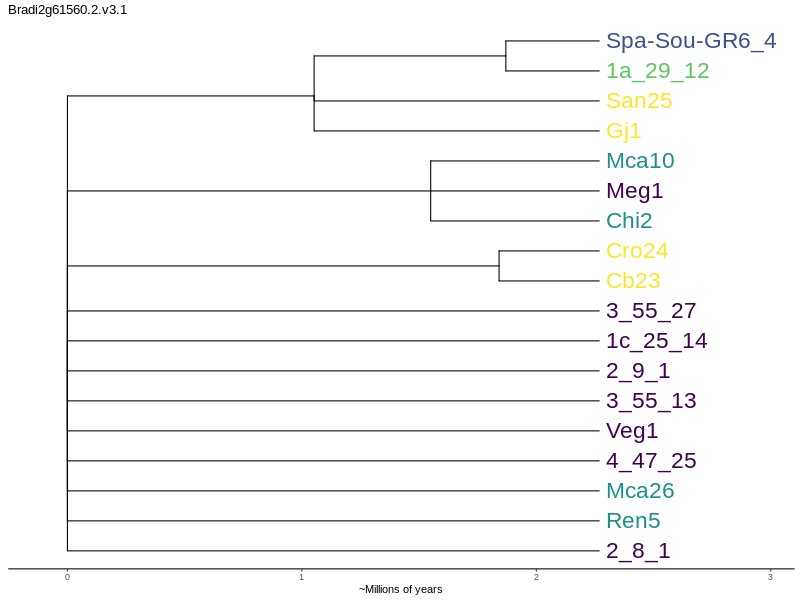 Bradi2g61560.2.v3.1
Spa-Sou-GR6_4
1a_29_12
San25
Gj1
Mca10
Meg1
Chi2
Cro24
Cb23
3_55_27
1c_25_14
2_9_1
3_55_13
Veg1
4_47_25
Mca26
Ren5
2_8_1
0 1 2 3
~Millions of years